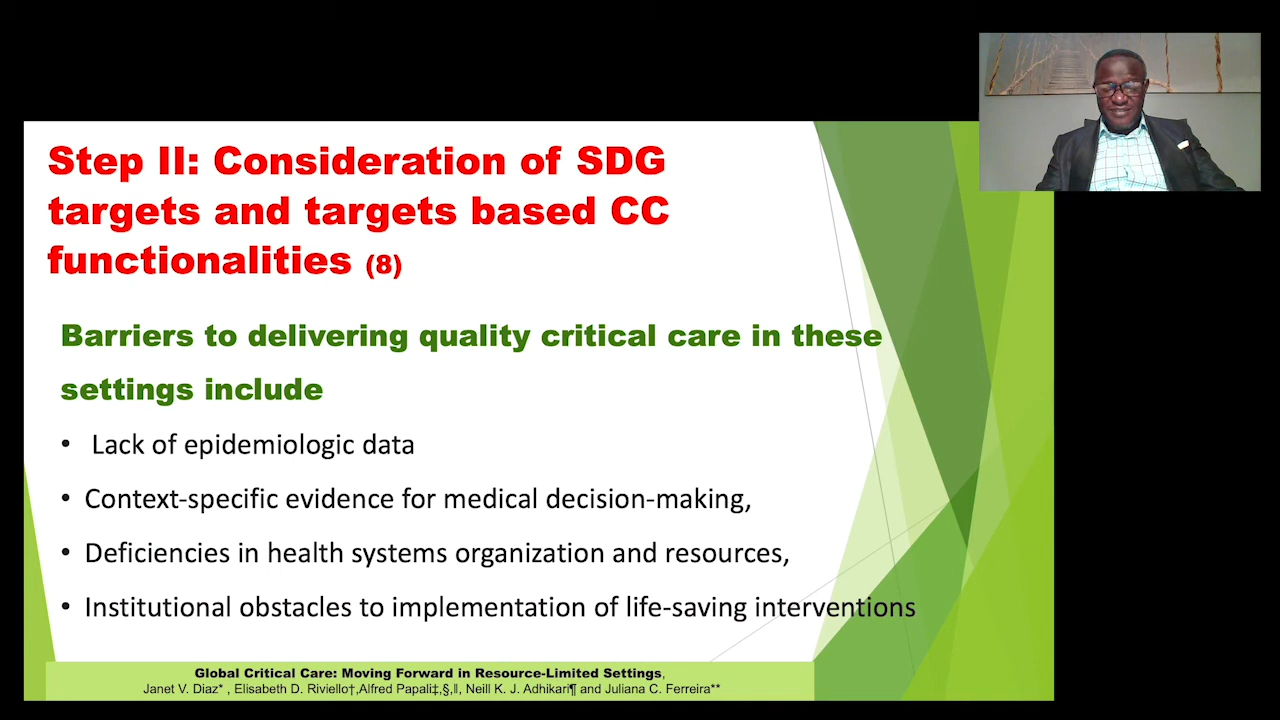 Step II: Consideration of SDG
targets and targets based CC
functionalities (8)
Barriers to delivering quality critical care in these
settings include
• Lack of epidemiologic data
• Context-specific evidence for medical decision-making,
• Deficiencies in health systems organization and resources,
• Institutional obstacles to implementation of life-saving interventions
Global Critical Care: Moving Forward in Resource-Limited Settings,
Janet V. Diaz* , Elisabeth D. Riviello†,Alfred Papali‡,§,‖, Neill K. J. Adhikari¶ and Juliana C. Ferreira**